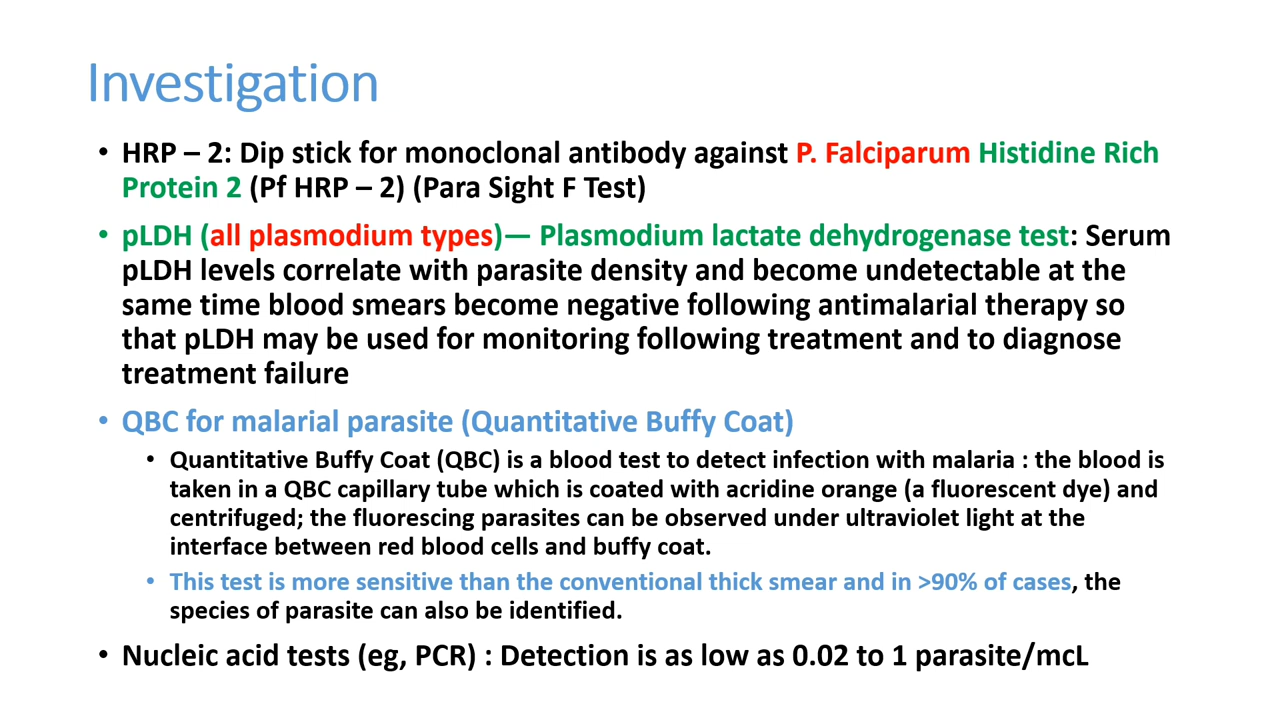 Investigation
• HRP – 2: Dip stick for monoclonal antibody against P. Falciparum Histidine Rich
Protein 2 (Pf HRP – 2) (Para Sight F Test)
• pLDH (all plasmodium types)— Plasmodium lactate dehydrogenase test: Serum
pLDH levels correlate with parasite density and become undetectable at the
same time blood smears become negative following antimalarial therapy so
that pLDH may be used for monitoring following treatment and to diagnose
treatment failure
• QBC for malarial parasite (Quantitative Buffy Coat)
• Quantitative Buffy Coat (QBC) is a blood test to detect infection with malaria : the blood is
taken in a QBC capillary tube which is coated with acridine orange (a fluorescent dye) and
centrifuged; the fluorescing parasites can be observed under ultraviolet light at the
interface between red blood cells and buffy coat.
• This test is more sensitive than the conventional thick smear and in >90% of cases, the
species of parasite can also be identified.
• Nucleic acid tests (eg, PCR) : Detection is as low as 0.02 to 1 parasite/mcL